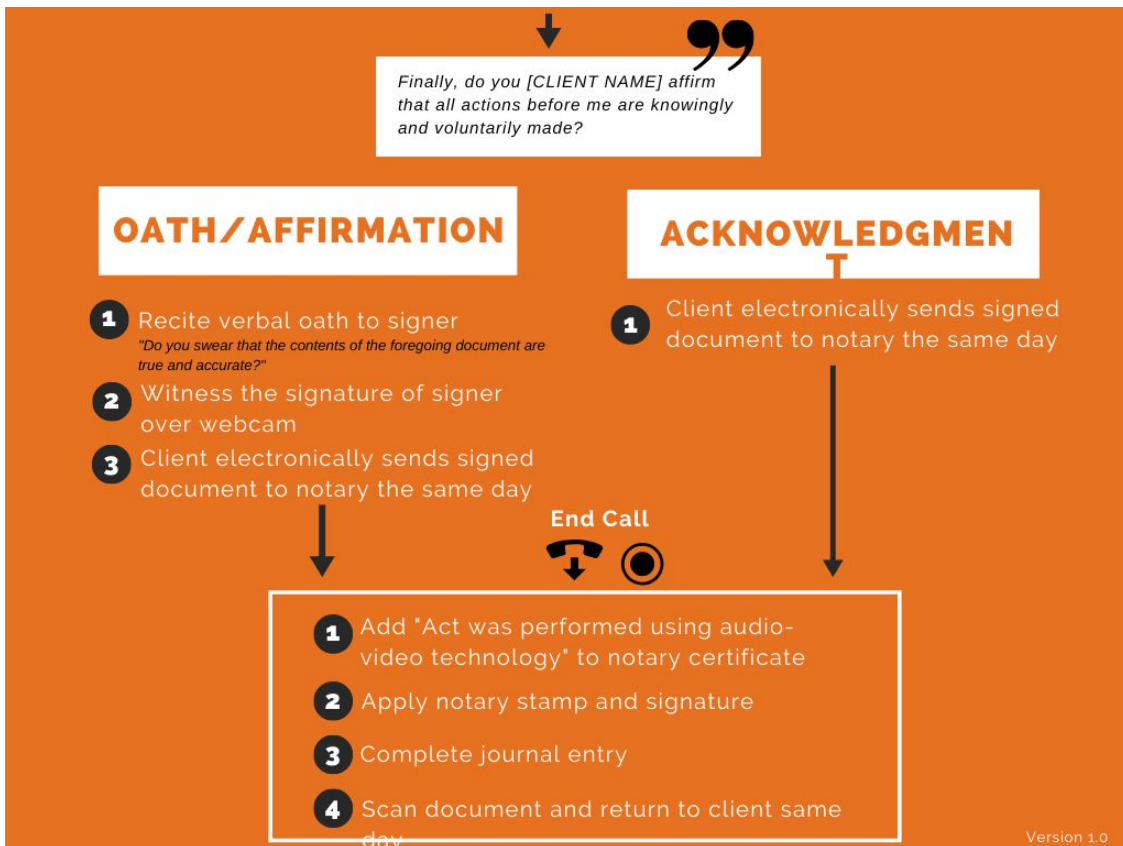 Finally, do you [CLIENT NAME] affirm
that all actions before me are knowingly
and voluntarily made?
OATH/AFFIRMATION
1 Recite verbal oath to signer
"Do you swear that the contents of the foregoing document are
true and accurate?"
2 Witness the signature of signer
over webcam
3 Client electronically sends signed
document to notary the same day
ACKNOWLEDGMEN
T
1 Client electronically sends signed
document to notary the same day
End Call
1 Add "Act was performed using audio-
video technology" to notary certificate
2 Apply notary stamp and signature
3 Complete journal entry
4 Scan document and return to client same
day
Version 1.0